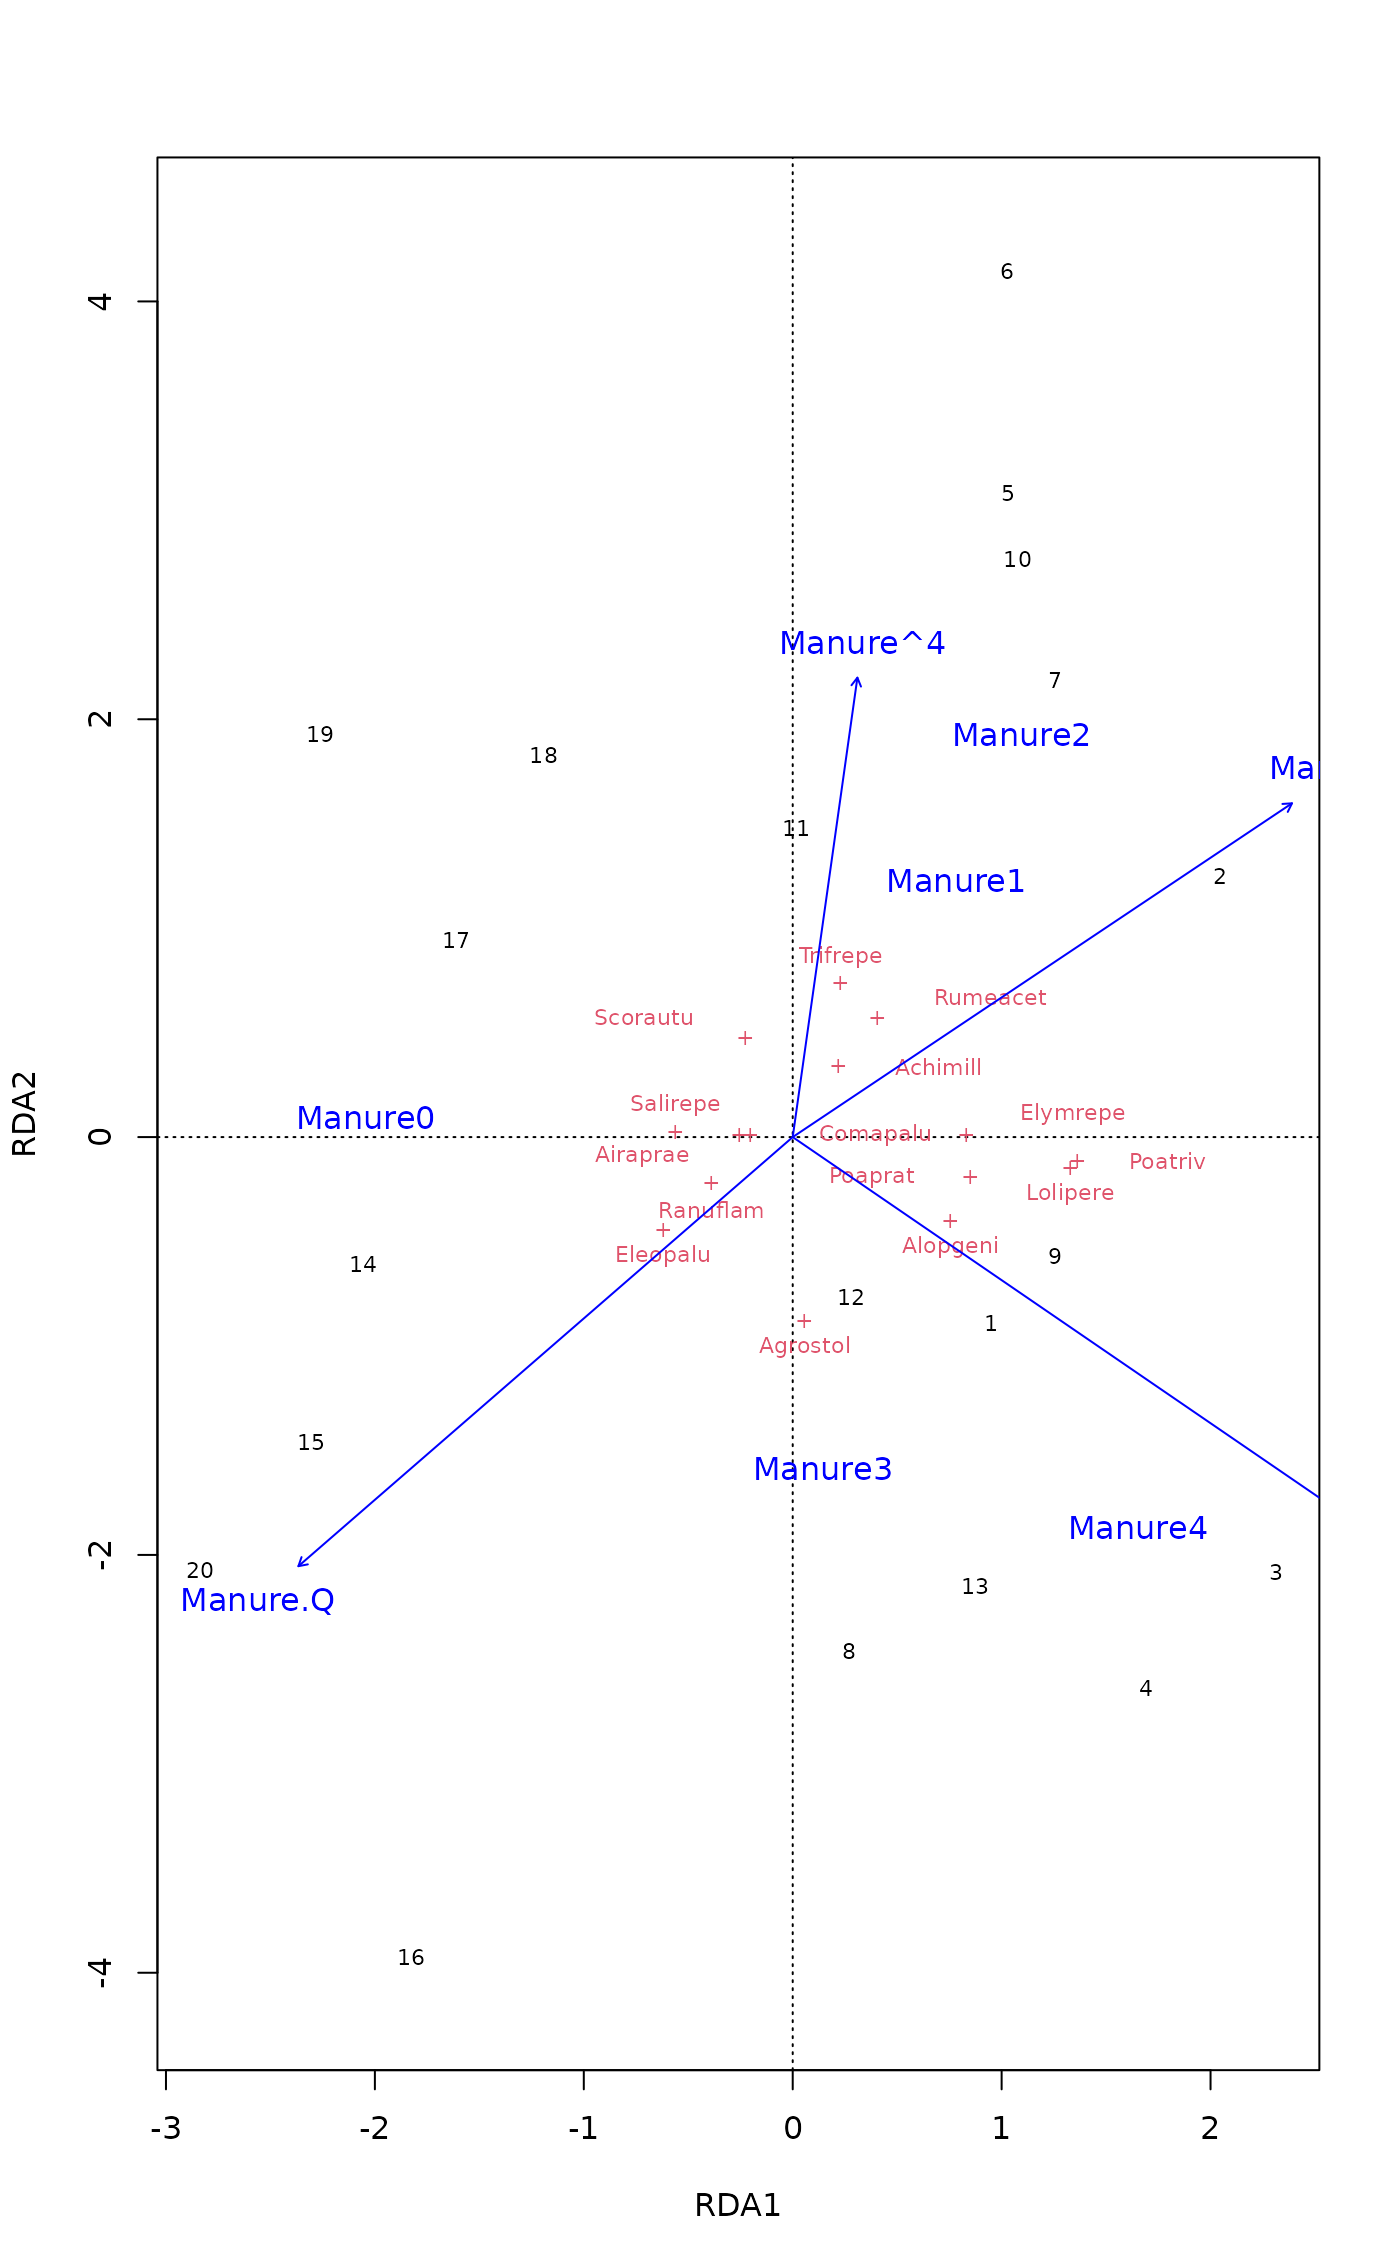 6
4
5
10
Manure^4
7
2
19
Manure2
18
Ma
11
2
Manure1
17
Trifrepe
Rumeacet
Scorautu
Achimill
Salirepe
Elymrepe
Manure0
RDA2
0
Comapalu
Airaprae
Poatriv
Poaprat
Lolipere
Ranuflam
Alopgeni
Eleopalu
9
14
12
1
Agrostol
15
Manure3
Manure4
-2
20
3
13
Manure.Q
8
4
16
-4
-3 -2 -1 0 1 2
RDA1